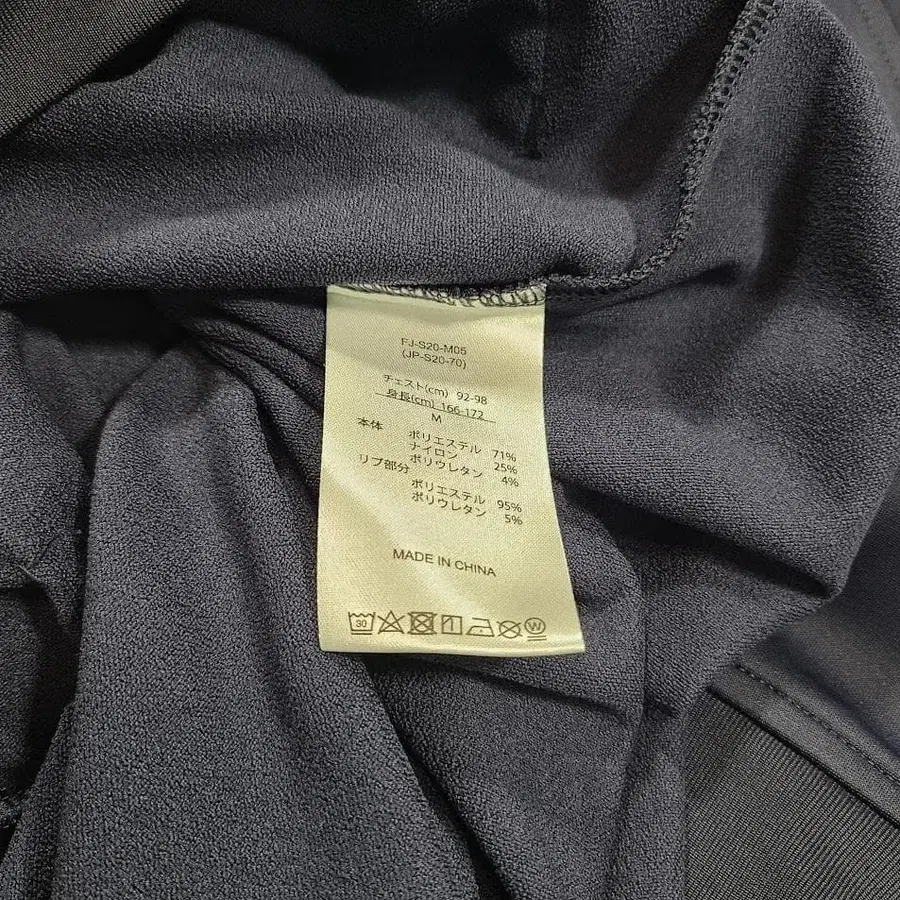 FJ-S20-M05
(JP-S20-70)
チェスト(cm) 92-98
身長(cm) 166-172
M
本体 ポリエステル 71%
ナイロン 25%
ポリウレタン 4%
リブ部分
ポリエステル 95%
ポリウレタン 5%
MADE IN CHINA
30 W